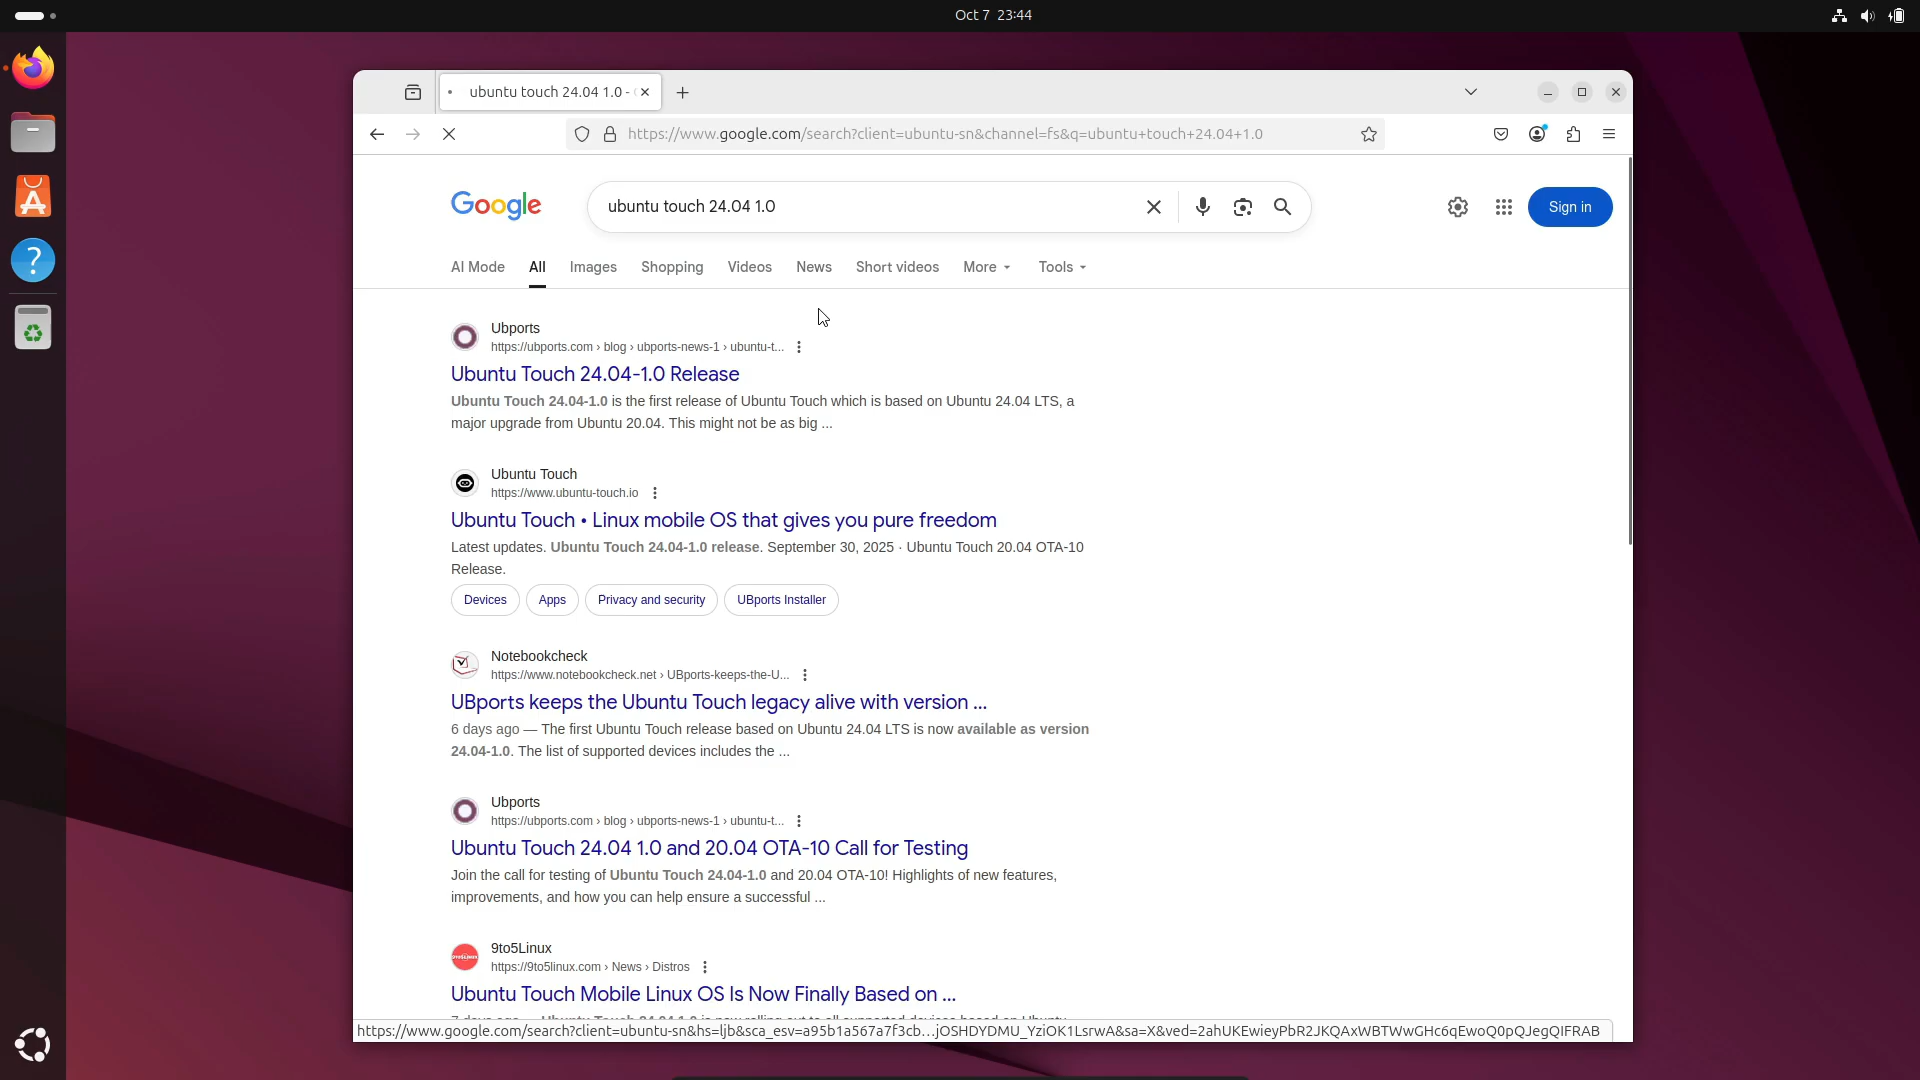 Oct 7 23:44
ubuntu touch 24.04 1.0 -
https://www.google.com/search?client=ubuntu-sn&channel=fs&q=ubuntu+touch+24.04+1.0
Google
ubuntu touch 24.04 1.0
Sign in
AI Mode All Images Shopping Videos News Short videos More Tools
Ubports
https://ubports.com › blog › ubports-news-1 › ubuntu-t...
Ubuntu Touch 24.04-1.0 Release
Ubuntu Touch 24.04-1.0 is the first release of Ubuntu Touch which is based on Ubuntu 24.04 LTS, a
major upgrade from Ubuntu 20.04. This might not be as big ...
Ubuntu Touch
https://www.ubuntu-touch.io
Ubuntu Touch • Linux mobile OS that gives you pure freedom
Latest updates. Ubuntu Touch 24.04-1.0 release. September 30, 2025 · Ubuntu Touch 20.04 OTA-10
Release.
Devices Apps Privacy and security UBports Installer
Notebookcheck
https://www.notebookcheck.net › UBports-keeps-the-U...
UBports keeps the Ubuntu Touch legacy alive with version ...
6 days ago — The first Ubuntu Touch release based on Ubuntu 24.04 LTS is now available as version
24.04-1.0. The list of supported devices includes the ...
Ubports
https://ubports.com › blog › ubports-news-1 › ubuntu-t...
Ubuntu Touch 24.04 1.0 and 20.04 OTA-10 Call for Testing
Join the call for testing of Ubuntu Touch 24.04-1.0 and 20.04 OTA-10! Highlights of new features,
improvements, and how you can help ensure a successful ...
9to5Linux
https://9to5linux.com › News › Distros
Ubuntu Touch Mobile Linux OS Is Now Finally Based on ...
https://www.google.com/search?client=ubuntu-sn&hs=ljb&sca_esv=a95b1a567a7f3cb…jOSHDYDMU_YziOK1LsrwA&sa=X&ved=2ahUKEwieyPbR2JKQAxWBTWwGHc6qEwoQ0pQJegQIFRAB